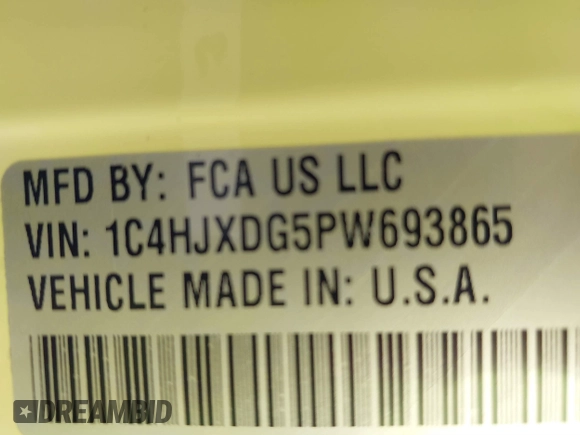 MFD BY: FCA US LLC
VIN: 1C4HJXDG5PW693865
VEHICLE MADE IN: U.S.A.
DREAMBID